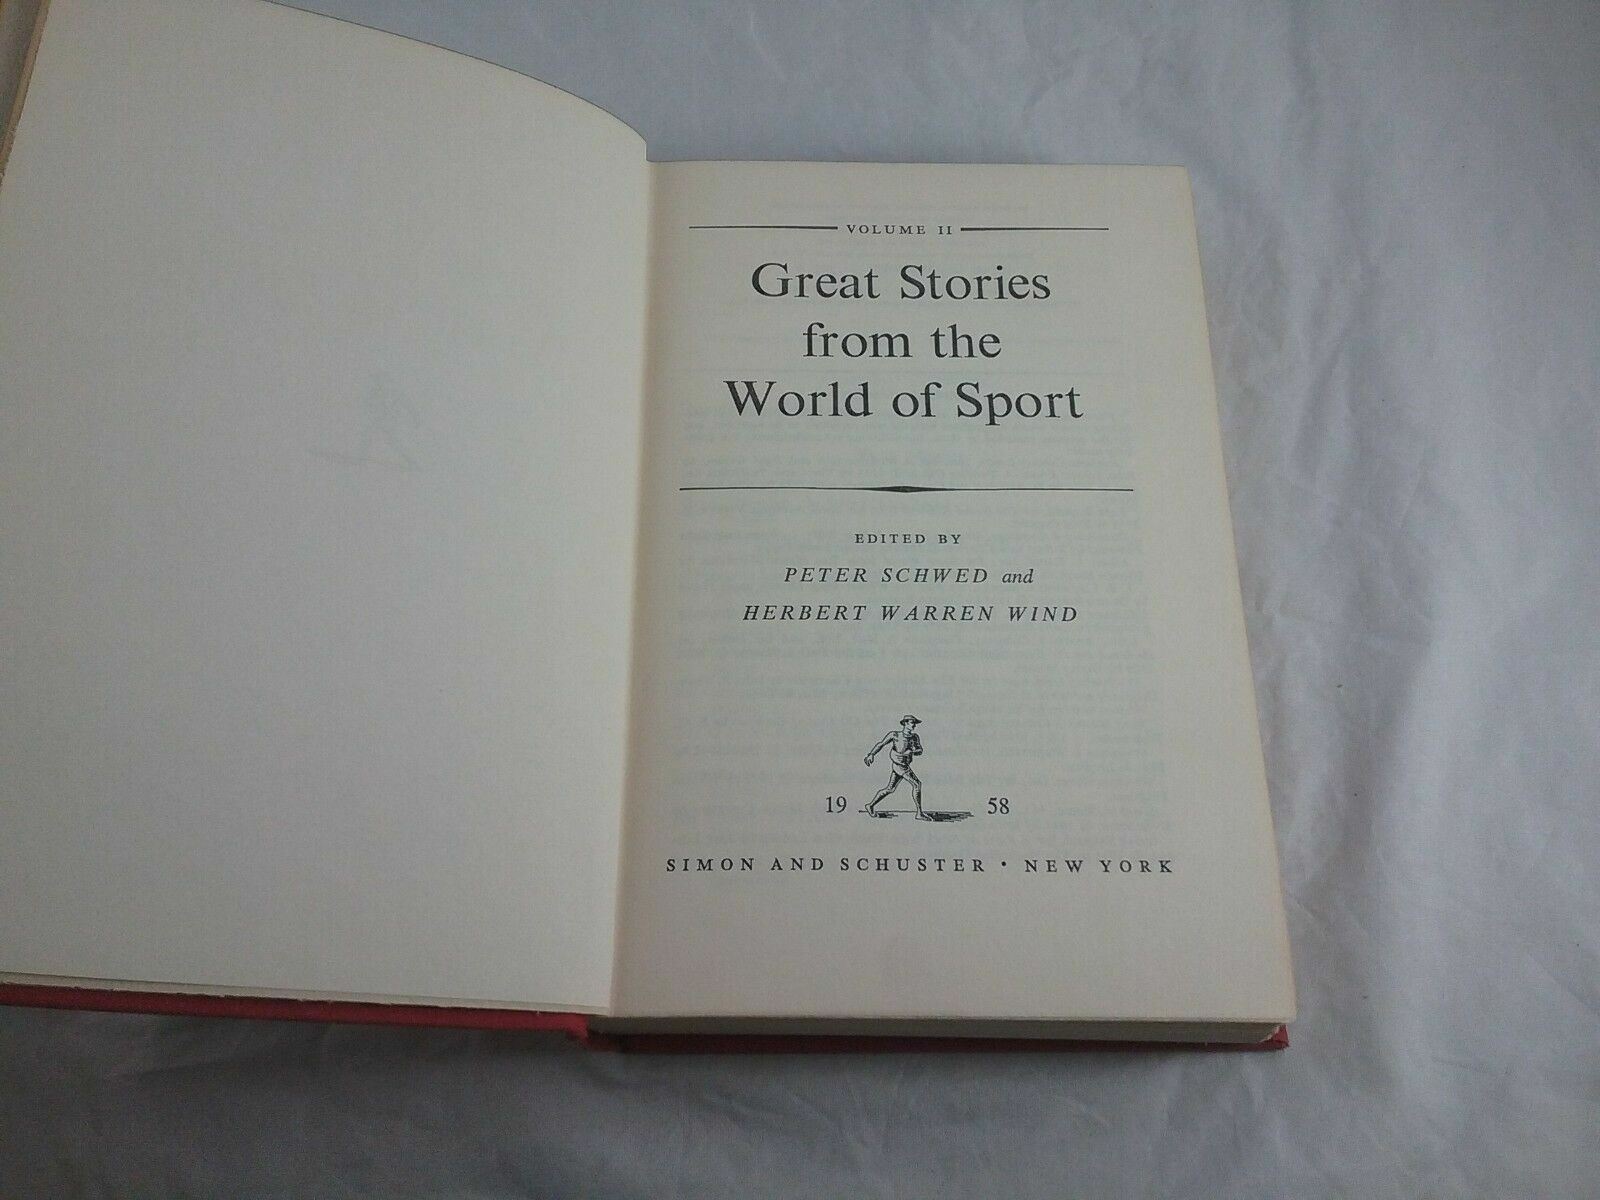 VOLUME II
Great Stories
from the
World of Sport
EDITED BY
PETER SCHWED and
HERBERT WARREN WIND
19 58
SIMON AND SCHUSTER · NEW YORK